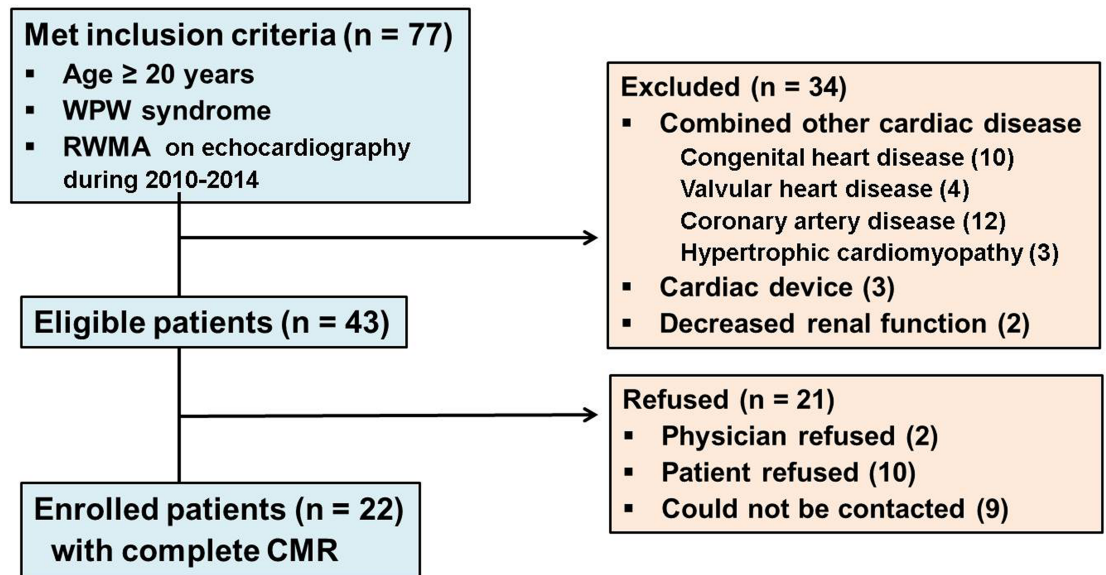 Met inclusion criteria (n = 77)
▪ Age ≥ 20 years
▪ WPW syndrome
▪ RWMA on echocardiography
during 2010-2014
Excluded (n = 34)
▪ Combined other cardiac disease
Congenital heart disease (10)
Valvular heart disease (4)
Coronary artery disease (12)
Hypertrophic cardiomyopathy (3)
▪ Cardiac device (3)
▪ Decreased renal function (2)
Eligible patients (n = 43)
Refused (n = 21)
▪ Physician refused (2)
▪ Patient refused (10)
▪ Could not be contacted (9)
Enrolled patients (n = 22)
with complete CMR